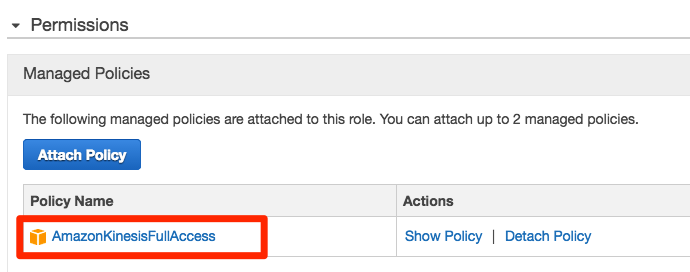 Permissions
Managed Policies
The following managed policies are attached to this role. You can attach up to 2 managed policies.
Attach Policy
Policy Name Actions
AmazonKinesisFullAccess Show Policy | Detach Policy